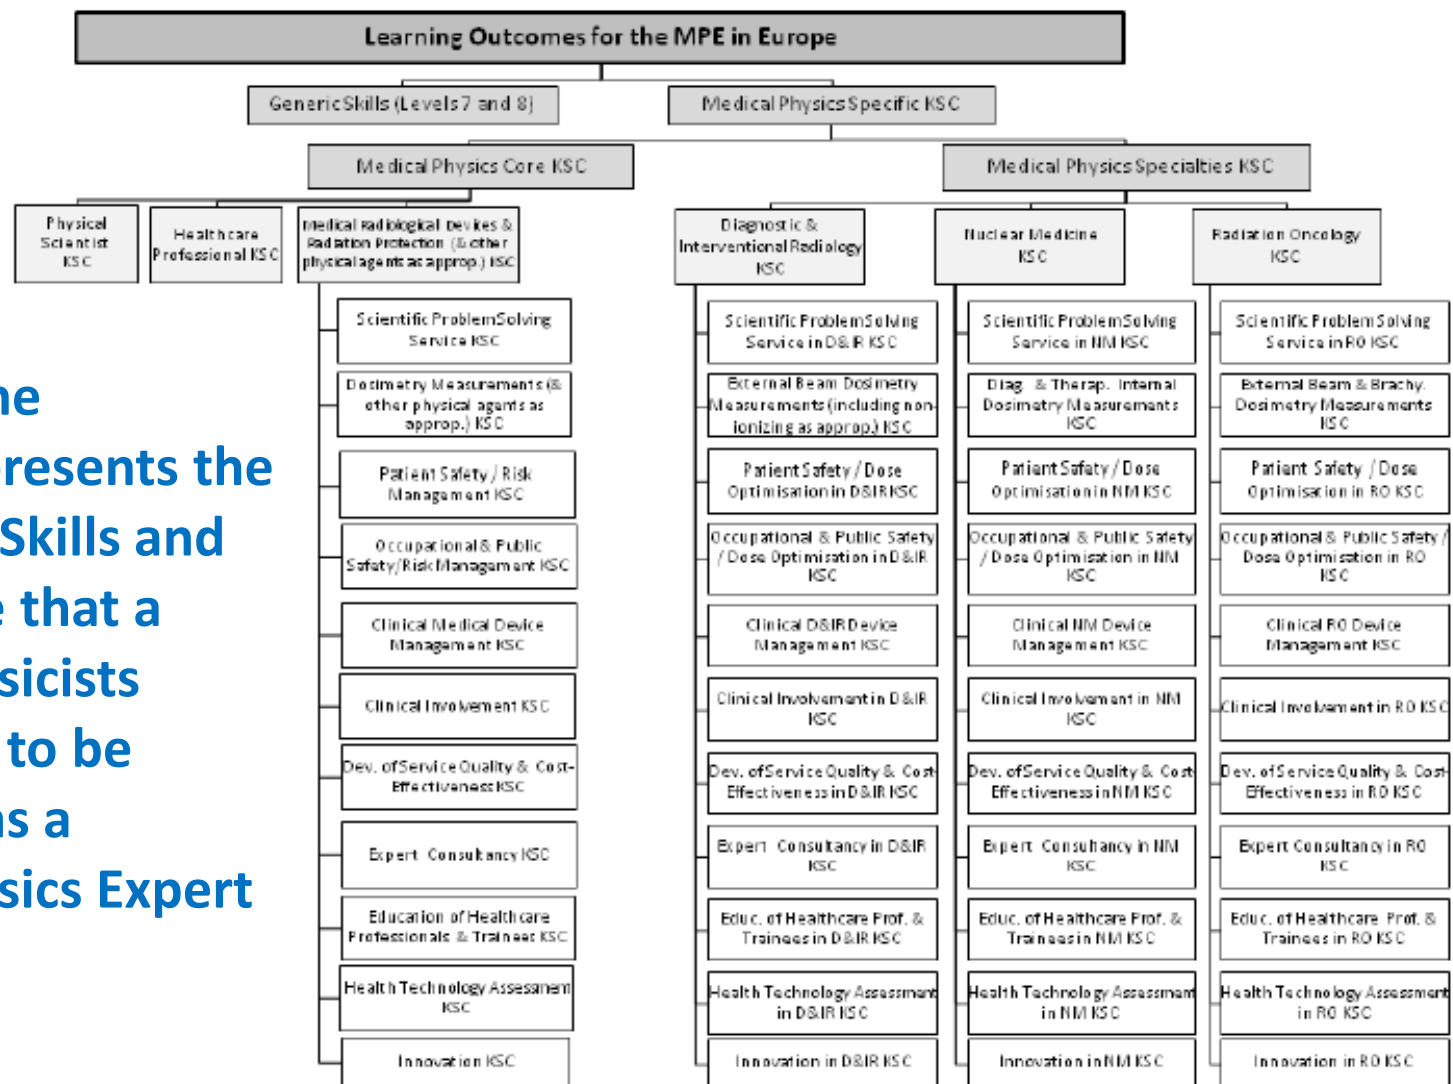 Learning Outcomes for the MPE in Europe
Generic Skills (Levels 7 and 8)
Medical Physics Specific KSC
Medical Physics Core KSC
Medical Physics Specialties KSC
Physical
Scientist
KSC
Healthcare
Professional KSC
Medical Radiological Devices &
Radiation Protection (& other
physical agents as approp.) KSC
Diagnostic &
Interventional Radiology
KSC
Nuclear Medicine
KSC
Radiation Oncology
KSC
Scientific Problem Solving
Service KSC
Dosimetry Measurements (&
other physical agents as
approp.) KSC
Patient Safety / Risk
Management KSC
Occupational & Public
Safety/Risk Management KSC
Clinical Medical Device
Management KSC
Clinical Involvement KSC
Dev. of Service Quality & Cost-
Effectiveness KSC
Expert Consultancy KSC
Education of Healthcare
Professionals & Trainees KSC
Health Technology Assessment
KSC
Innovation KSC
Scientific Problem Solving
Service in D&IR KSC
External Beam Dosimetry
Measurements (including non-
ionizing as approp.) KSC
Patient Safety / Dose
Optimisation in D&IR KSC
Occupational & Public Safety
/ Dose Optimisation in D&IR
KSC
Clinical D&IR Device
Management KSC
Clinical Involvement in D&IR
KSC
Dev. of Service Quality & Cost-
Effectiveness in D&IR KSC
Expert Consultancy in D&IR
KSC
Educ. of Healthcare Prof. &
Trainees in D&IR KSC
Health Technology Assessment
in D&IR KSC
Innovation in D&IR KSC
Scientific Problem Solving
Service in NM KSC
Diag. & Therap. Internal
Dosimetry Measurements
KSC
Patient Safety / Dose
Optimisation in NM KSC
Occupational & Public Safety
/ Dose Optimisation in NM
KSC
Clinical NM Device
Management KSC
Clinical Involvement in NM
KSC
Dev. of Service Quality & Cost-
Effectiveness in NM KSC
Expert Consultancy in NM
KSC
Educ. of Healthcare Prof. &
Trainees in NM KSC
Health Technology Assessment
in NM KSC
Innovation in NM KSC
Scientific Problem Solving
Service in RO KSC
External Beam & Brachy.
Dosimetry Measurements
KSC
Patient Safety / Dose
Optimisation in RO KSC
Occupational & Public Safety /
Dose Optimisation in RO
KSC
Clinical RO Device
Management KSC
Clinical Involvement in RO KSC
Dev. of Service Quality & Cost-
Effectiveness in RO KSC
Expert Consultancy in RO
KSC
Educ. of Healthcare Prof. &
Trainees in RO KSC
Health Technology Assessment
in RO KSC
Innovation in RO KSC
presents the
Skills and
that a
to be
as a
Expert